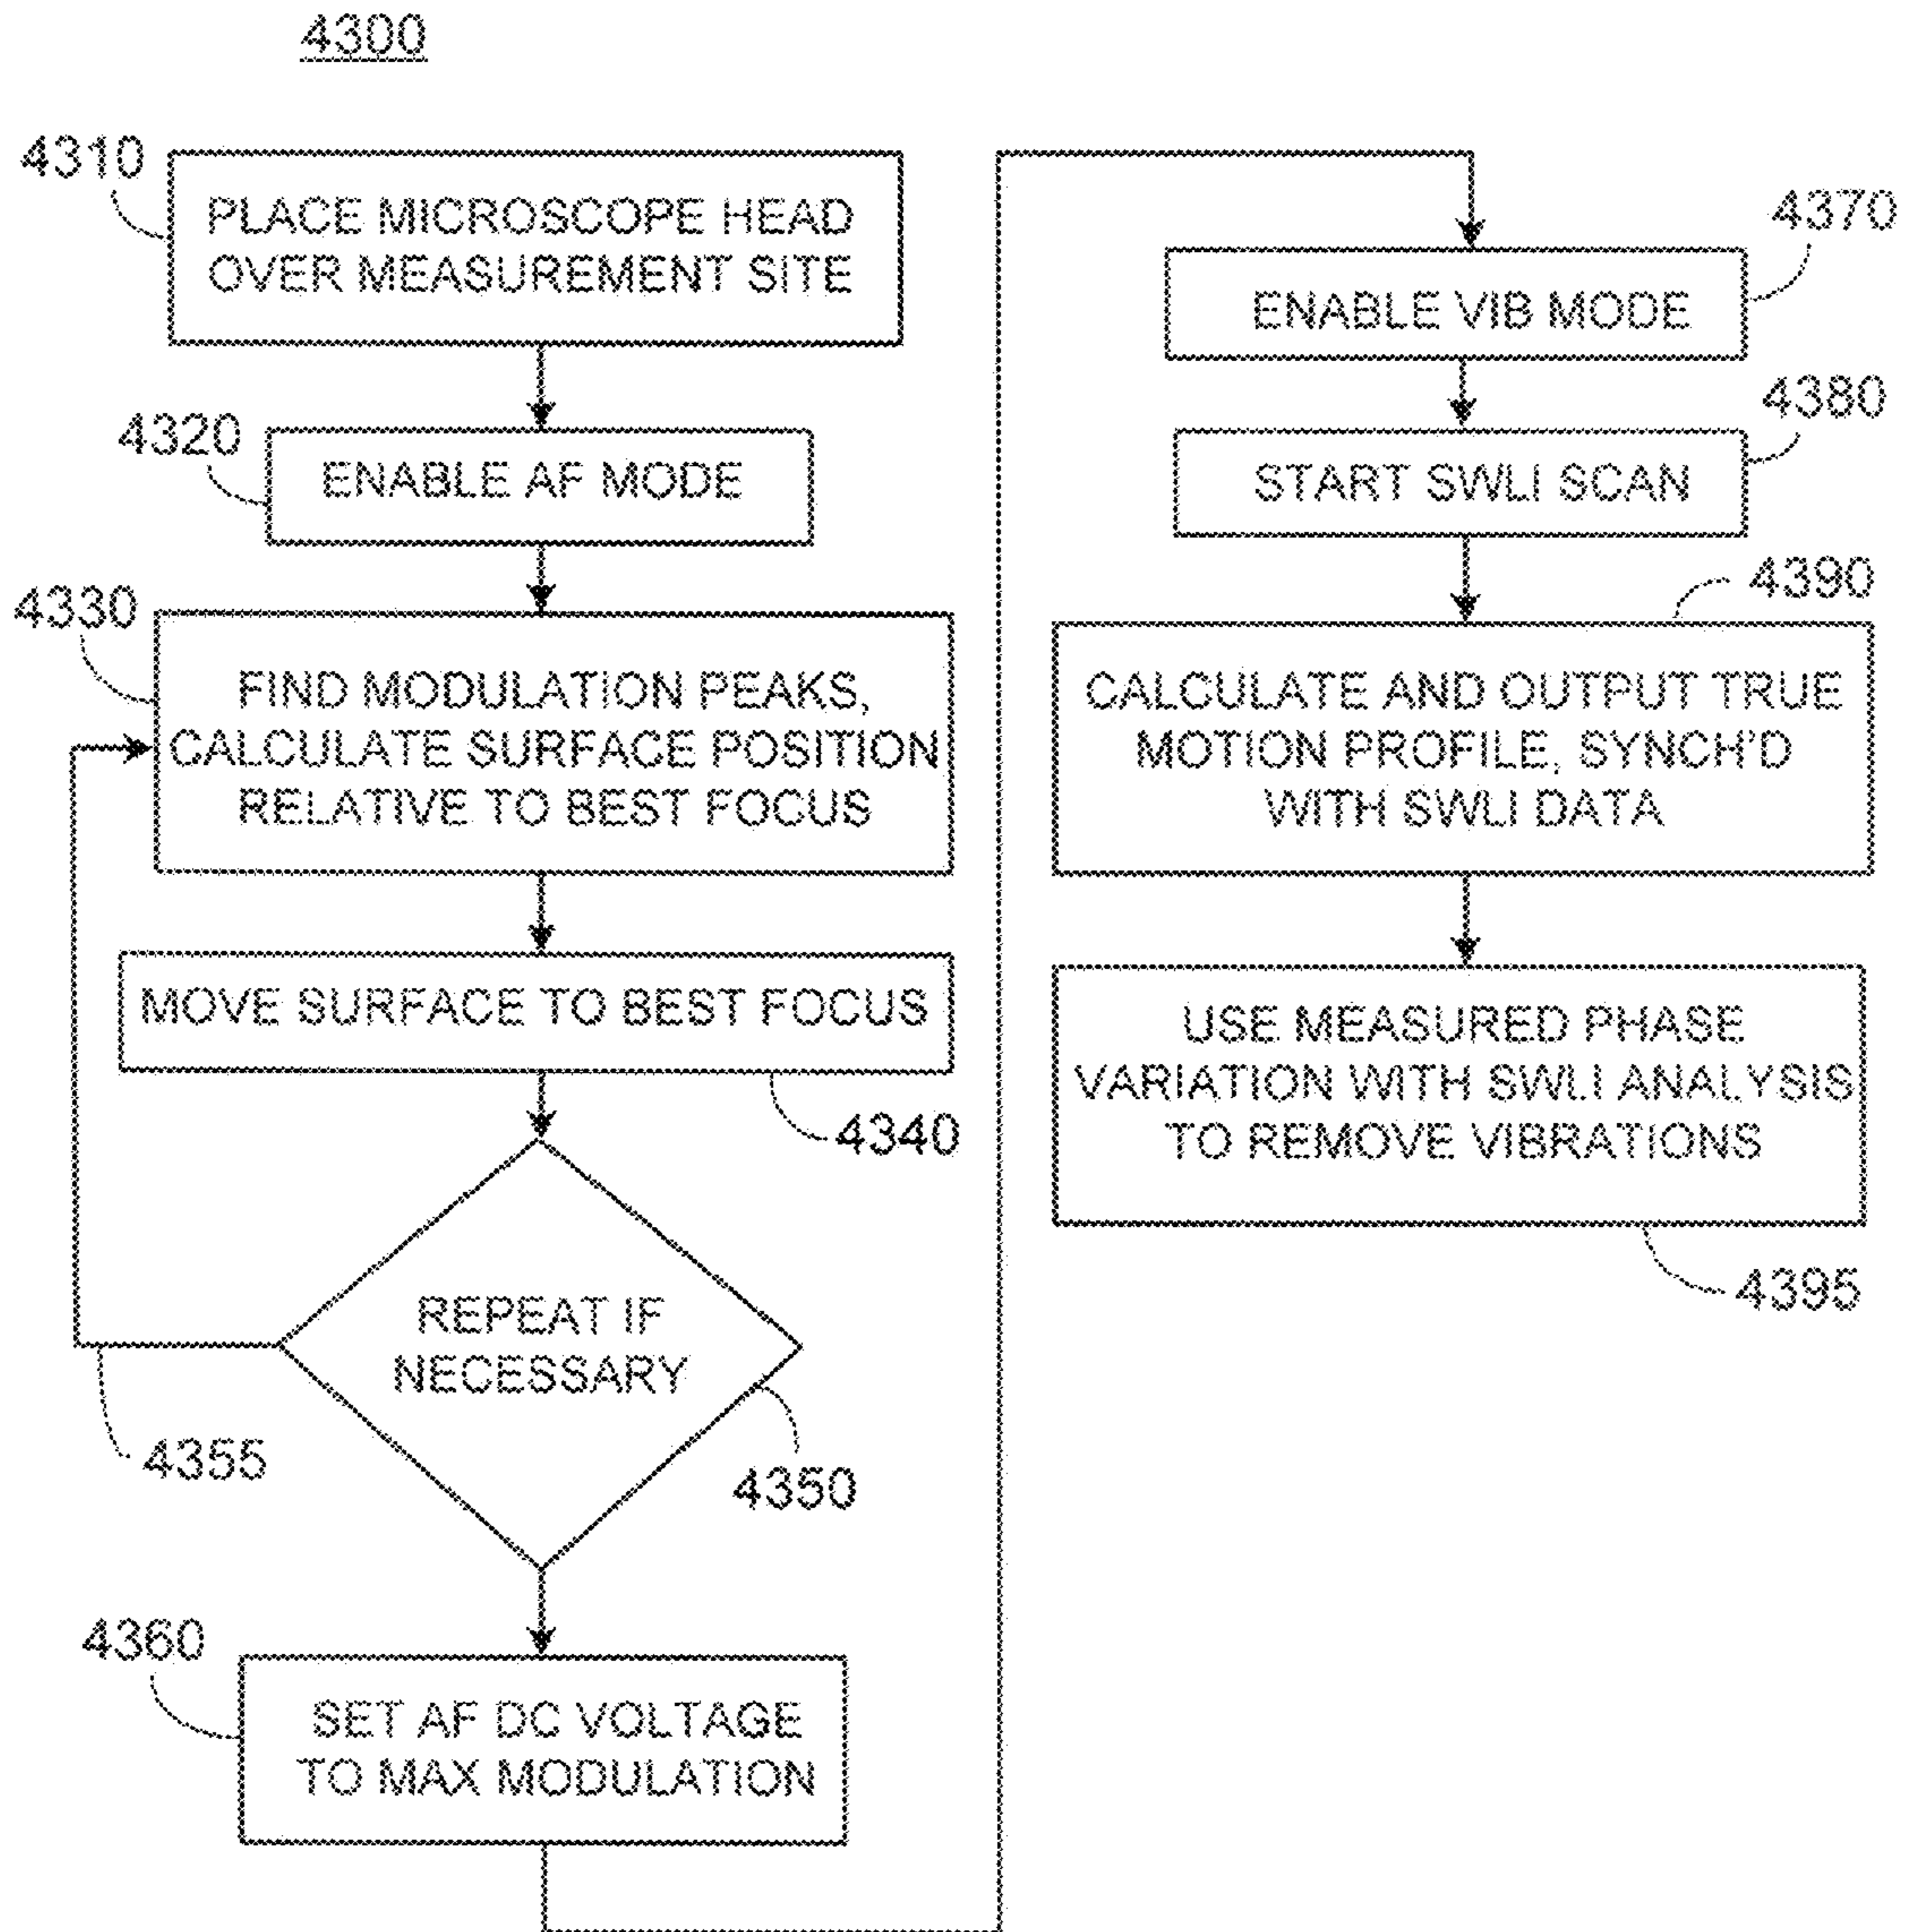 4300
4310
PLACE MICROSCOPE HEAD
OVER MEASUREMENT SITE
4320
ENABLE AF MODE
4330
FIND MODULATION PEAKS,
CALCULATE SURFACE POSITION
RELATIVE TO BEST FOCUS
MOVE SURFACE TO BEST FOCUS
4340
REPEAT IF
NECESSARY
4355
4350
4360
SET AF DC VOLTAGE
TO MAX MODULATION
4370
ENABLE VIB MODE
4380
START SWLI SCAN
4390
CALCULATE AND OUTPUT TRUE
MOTION PROFILE, SYNCH'D
WITH SWLI DATA
USE MEASURED PHASE
VARIATION WITH SWLI ANALYSIS
TO REMOVE VIBRATIONS
4395